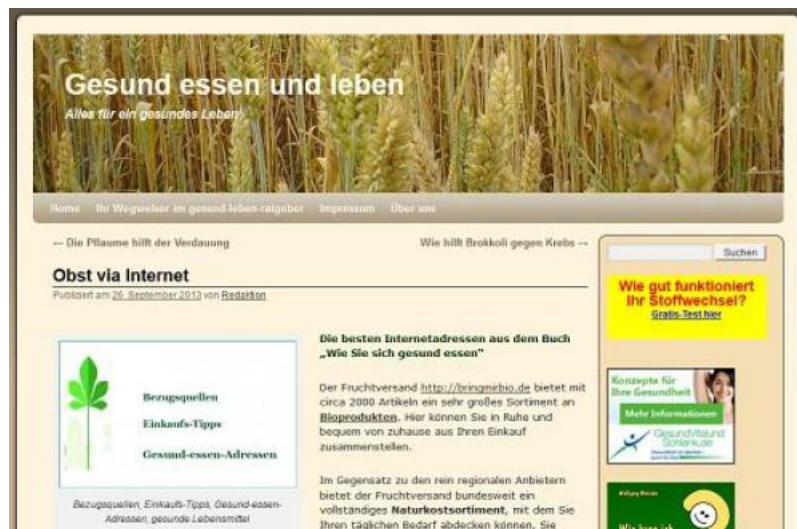 Gesund essen und leben
Alles für ein gesundes Leben
Home Ihr Wegweiser im gesund-leben-ratgeber Impressum Über uns
← Die Pflaume hilft der Verdauung
Wie hilft Brokkoli gegen Krebs →
Suchen
Obst via Internet
Publiziert am 26. September 2013 von Redaktion
Wie gut funktioniert
Ihr Stoffwechsel?
Gratis-Test hier
Bezugsquellen
Einkaufs-Tipps
Gesund-essen-Adressen
Bezugsquellen, Einkaufs-Tipps, Gesund-essen-
Adressen, gesunde Lebensmittel
Die besten Internetadressen aus dem Buch
„Wie Sie sich gesund essen“
Der Fruchtversand http://bringmirbio.de bietet mit
circa 2000 Artikeln ein sehr großes Sortiment an
Bioprodukten. Hier können Sie in Ruhe und
bequem von zuhause aus Ihren Einkauf
zusammenstellen.
Im Gegensatz zu den rein regionalen Anbietern
bietet der Fruchtversand bundesweit ein
vollständiges Naturkostsortiment, mit dem Sie
Ihren täglichen Bedarf abdecken können. Sie
Konzepte für
Ihre Gesundheit
Mehr Informationen
GesundVitalund
Schlank.de